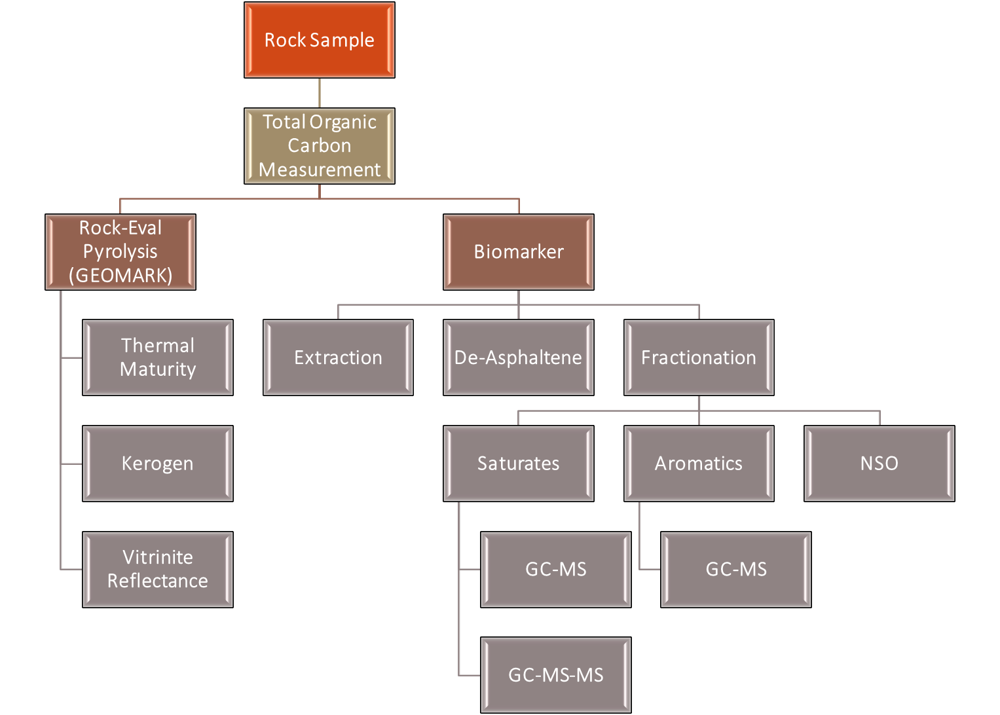 Rock Sample
Total Organic
Carbon
Measurement
Rock-Eval
Pyrolysis
(GEOMARK)
Biomarker
Thermal
Maturity
Extraction
De-Asphaltene
Fractionation
Kerogen
Saturates
Aromatics
NSO
Vitrinite
Reflectance
GC-MS
GC-MS
GC-MS-MS